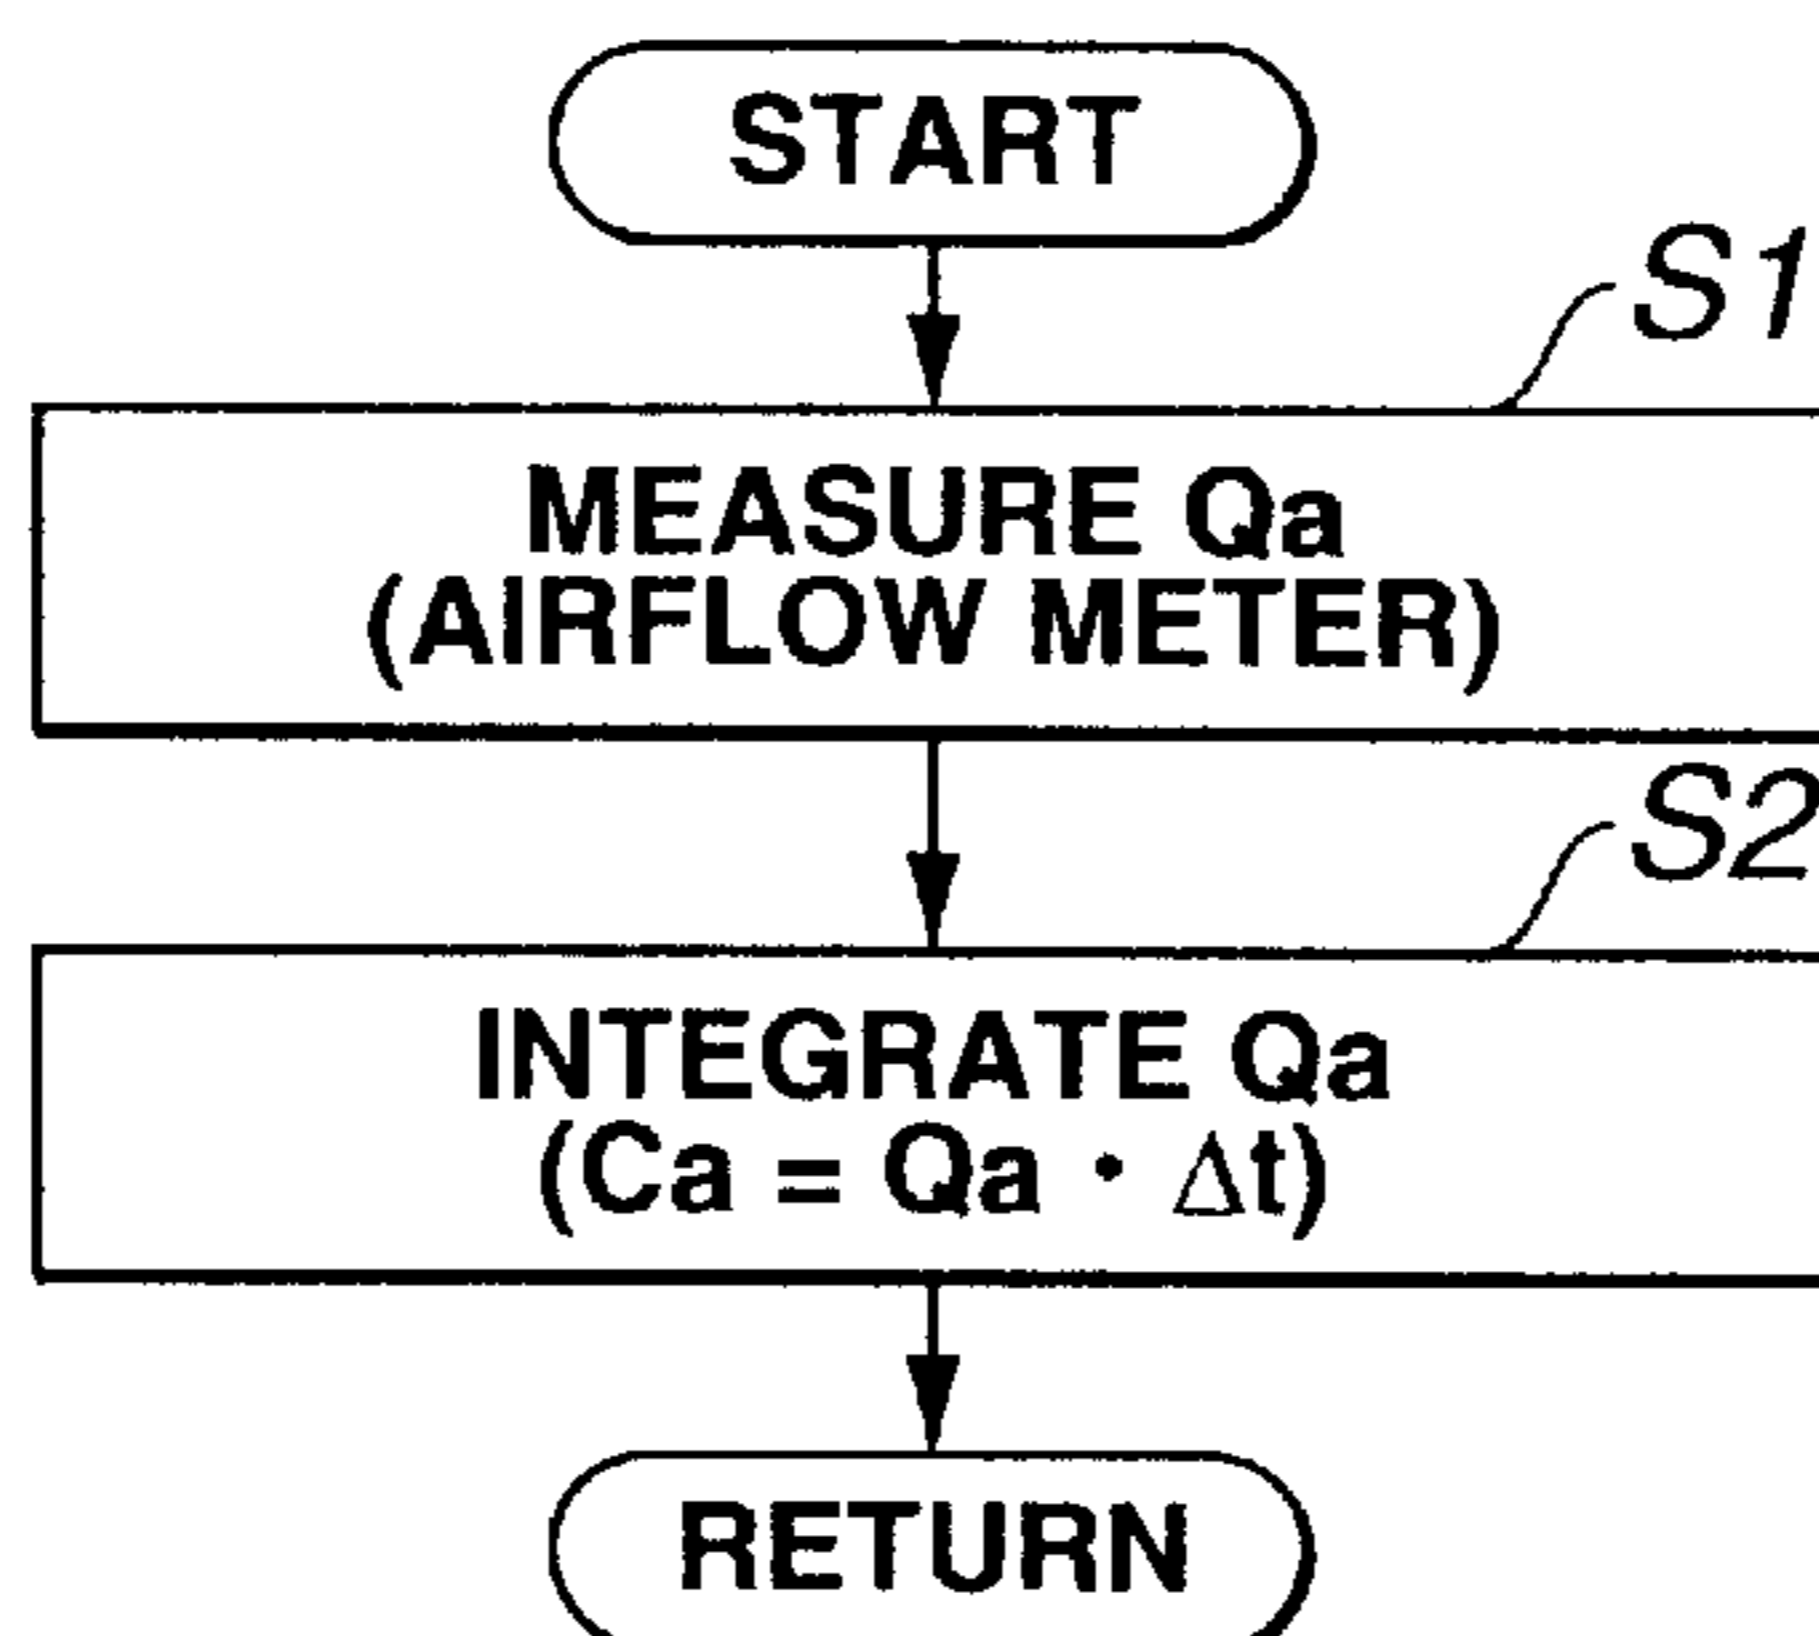 START
S1
MEASURE Qa
(AIRFLOW METER)
S2
INTEGRATE Qa
(Ca = Qa · Δt)
RETURN